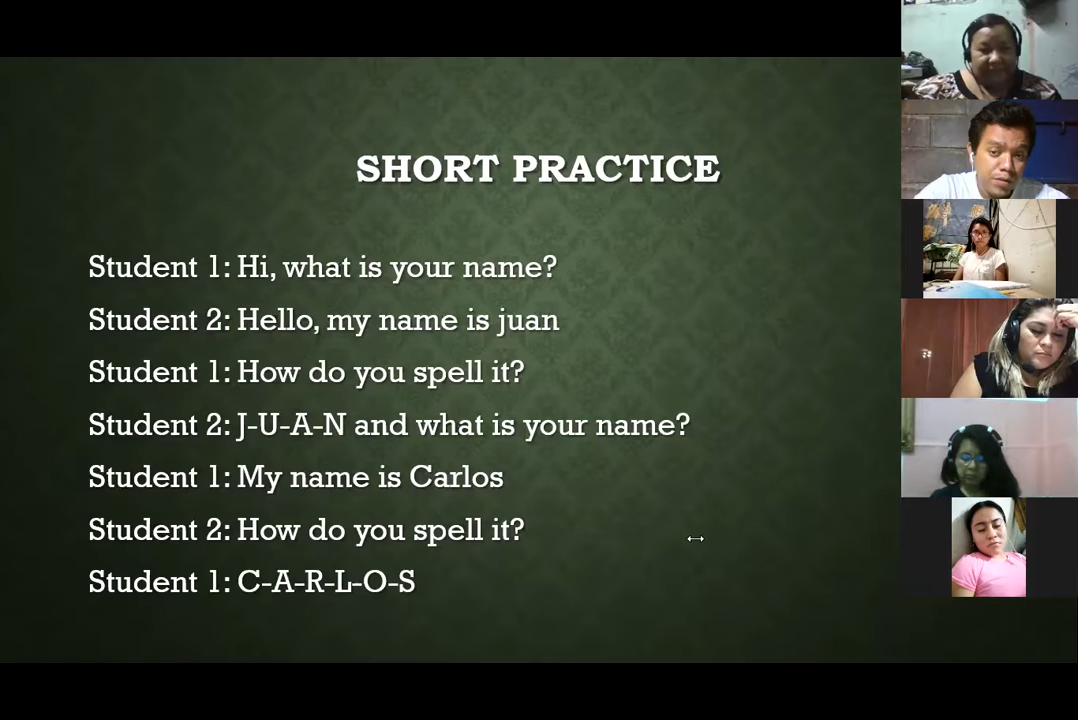 SHORT PRACTICE
Student 1: Hi, what is your name?
Student 2: Hello, my name is juan
Student 1: How do you spell it?
Student 2: J-U-A-N and what is your name?
Student 1: My name is Carlos
Student 2: How do you spell it?
Student 1: C-A-R-L-O-S